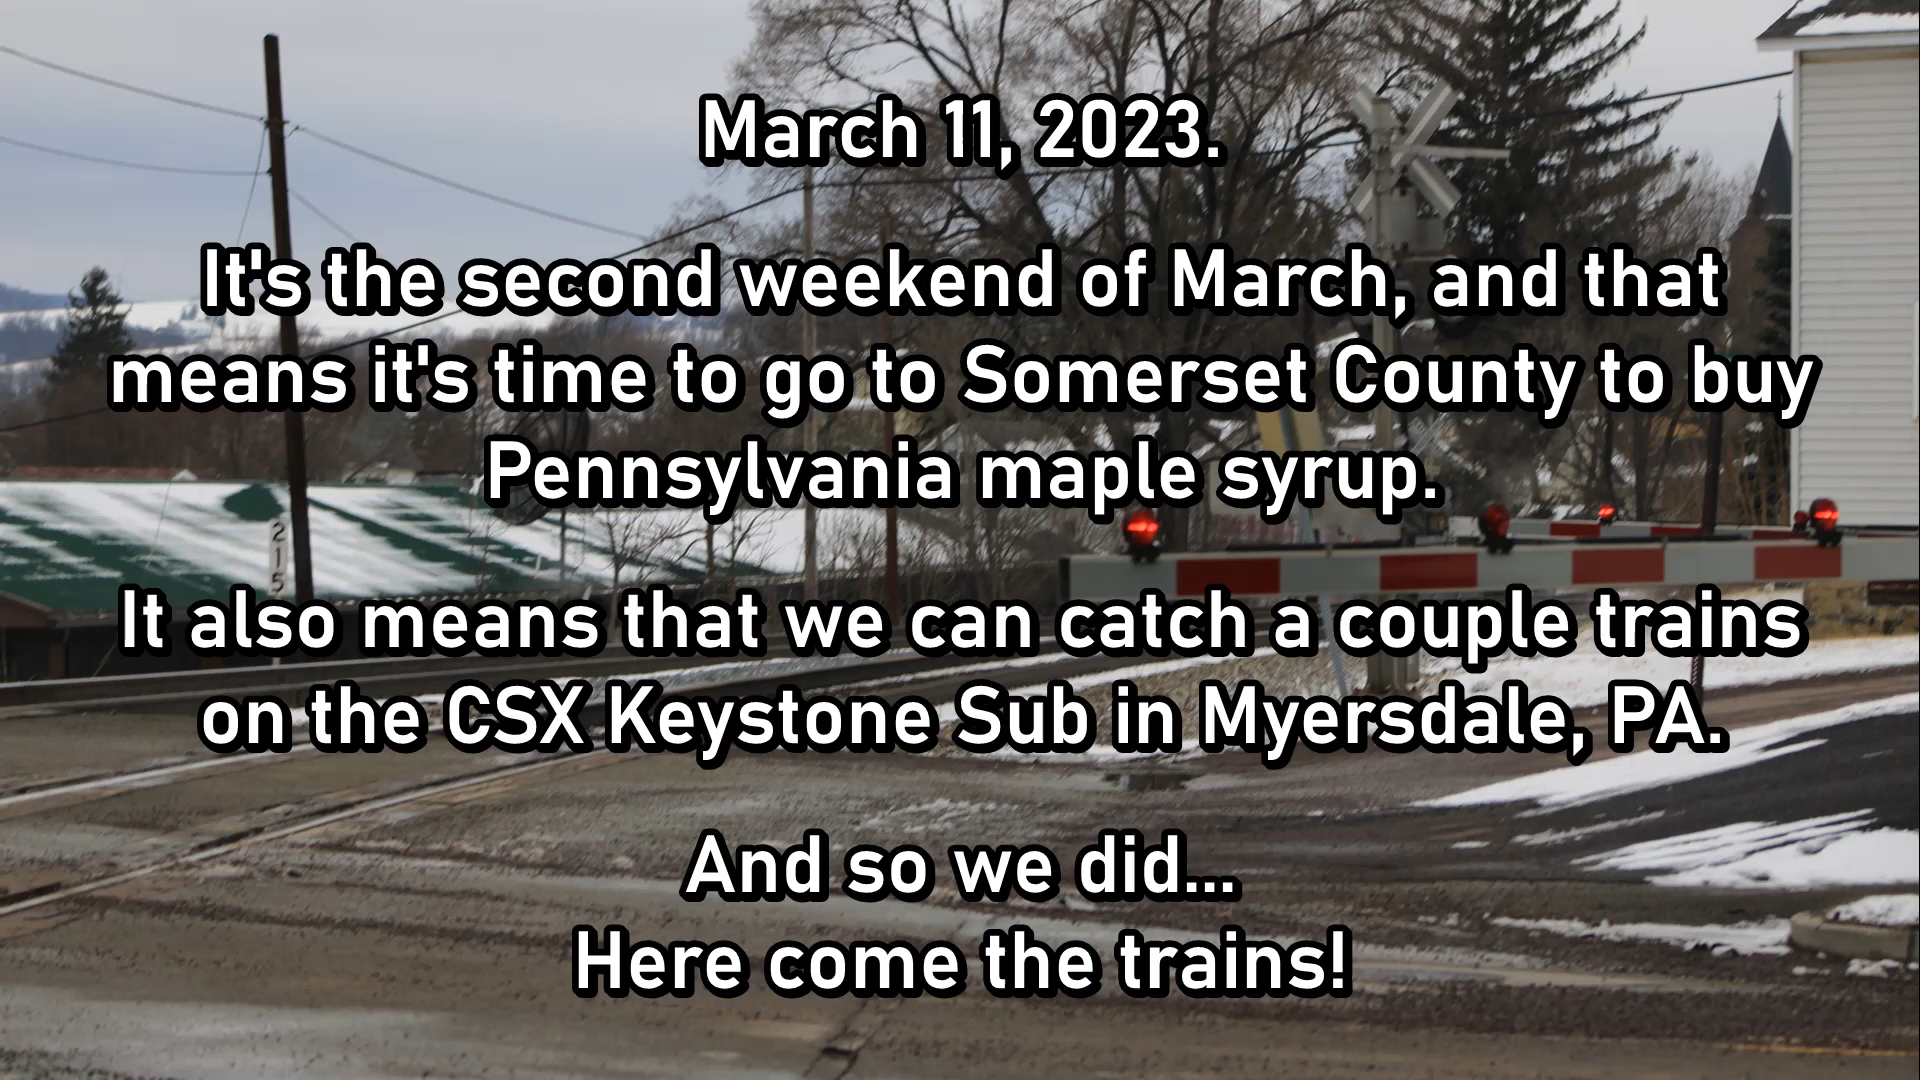 March 11, 2023.
It's the second weekend of March, and that
means it's time to go to Somerset County to buy
Pennsylvania maple syrup.
It also means that we can catch a couple trains
on the CSX Keystone Sub in Myersdale, PA.
And so we did...
Here come the trains!
215